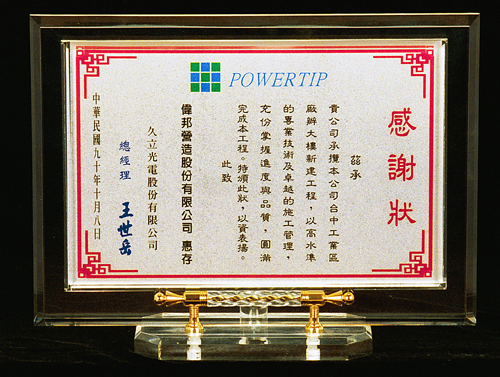 POWERTIP
感謝狀
茲承
貴公司承攬本公司台中工業區
廠辦大樓新建工程，以高水準
的專業技術及卓越的施工管理，
充份掌握進度與品質，圓滿
完成本工程。特頒此狀，以資表揚。
此致
偉邦營造股份有限公司 惠存
久立光電股份有限公司
總經理 王世岳
中華民國九十年十月八日